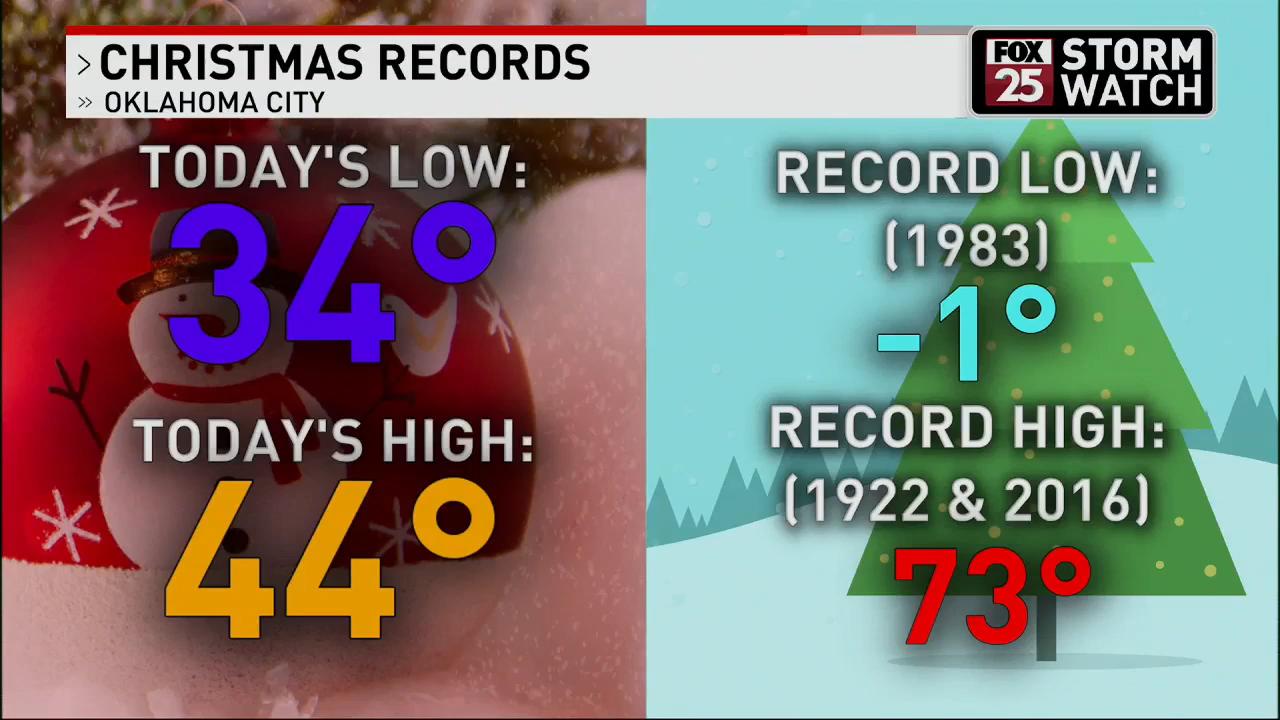 > CHRISTMAS RECORDS
» OKLAHOMA CITY
FOX 25
STORM WATCH
TODAY'S LOW:
34°
TODAY'S HIGH:
44°
RECORD LOW:
(1983)
-1°
RECORD HIGH:
(1922 & 2016)
73°